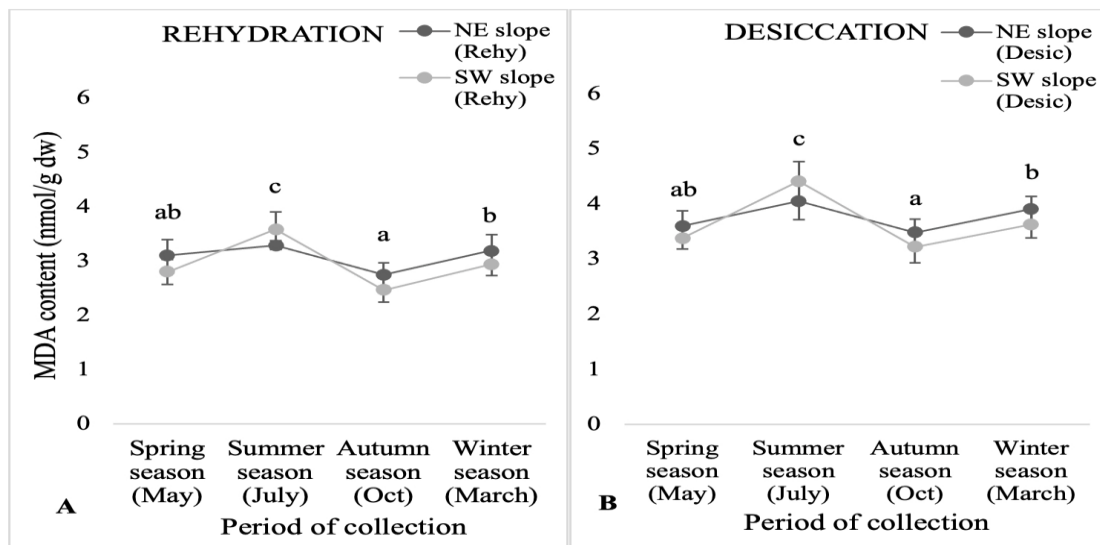 REHYDRATION
NE slope
(Rehy)
SW slope
(Rehy)
MDA content (nmol/g dw)
6
5
4
3
2
1
0
ab
c
a
b
Spring
season
(May)
Summer
season
(July)
Autumn
season
(Oct)
Winter
season
(March)
A
Period of collection
DESICCATION
NE slope
(Desic)
SW slope
(Desic)
6
5
4
3
2
1
0
ab
c
a
b
Spring
season
(May)
Summer
season
(July)
Autumn
season
(Oct)
Winter
season
(March)
B
Period of collection